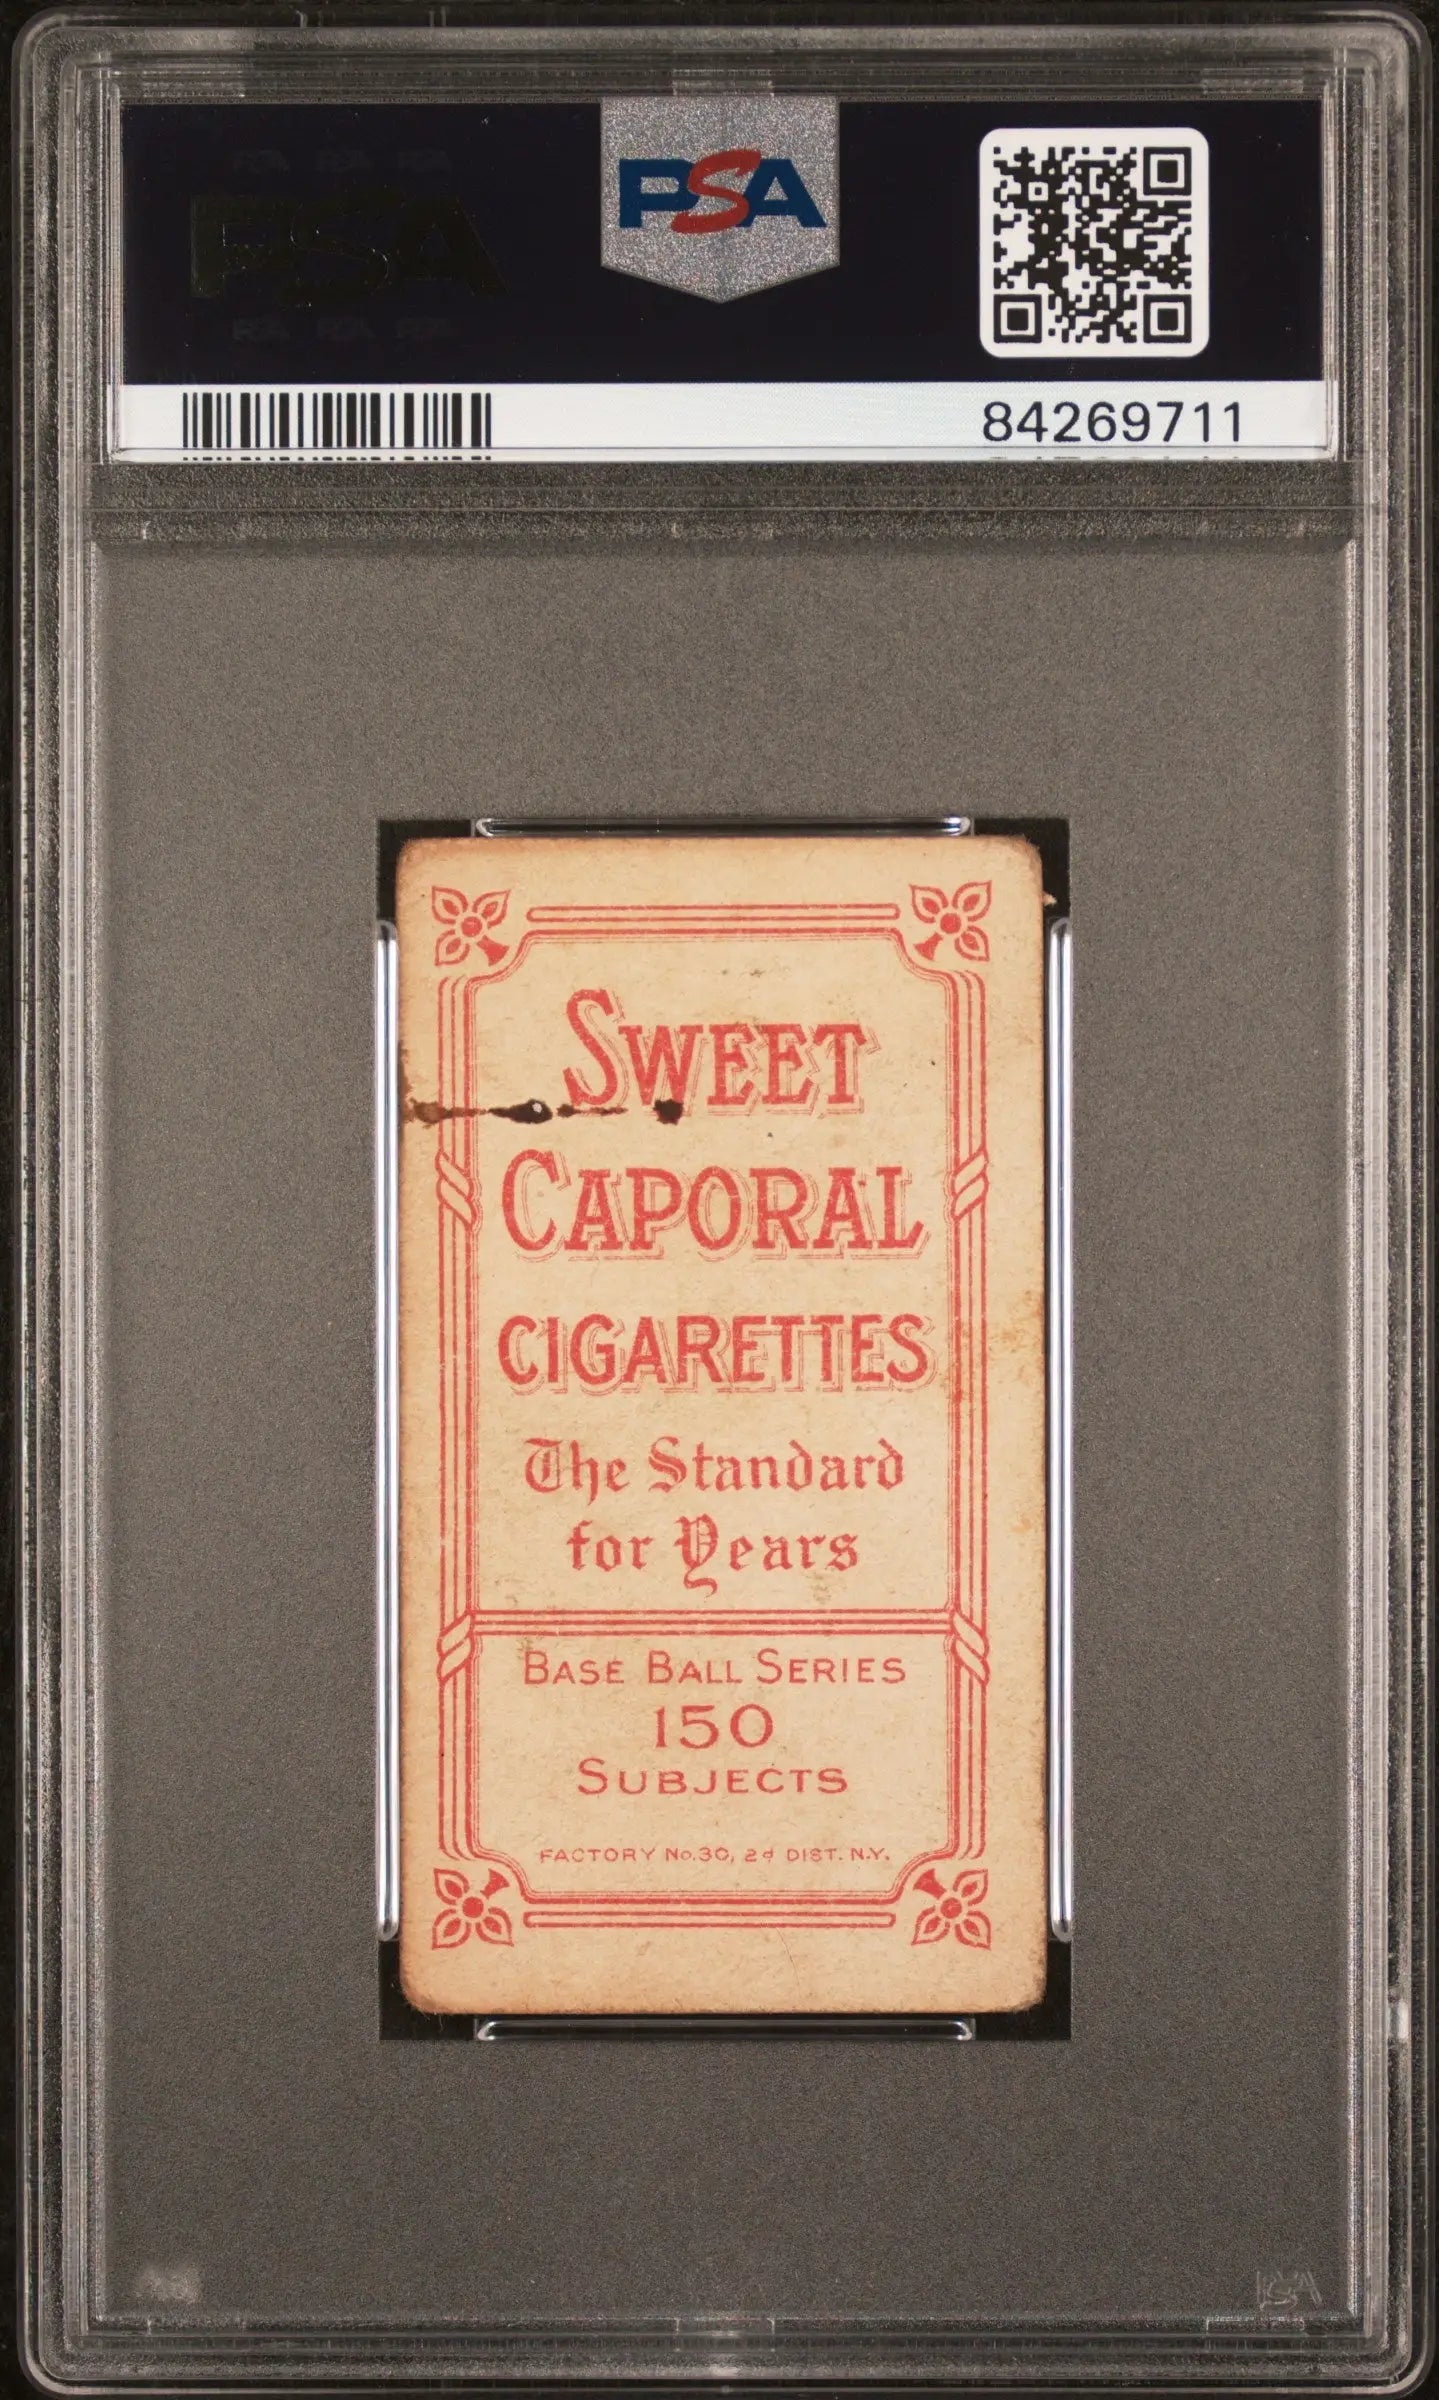 PSA
84269711
SWEET
CAPORAL
CIGARETTES
The Standard
for Years
BASE BALL SERIES
150
SUBJECTS
FACTORY No.30, 2d DIST. N.Y.